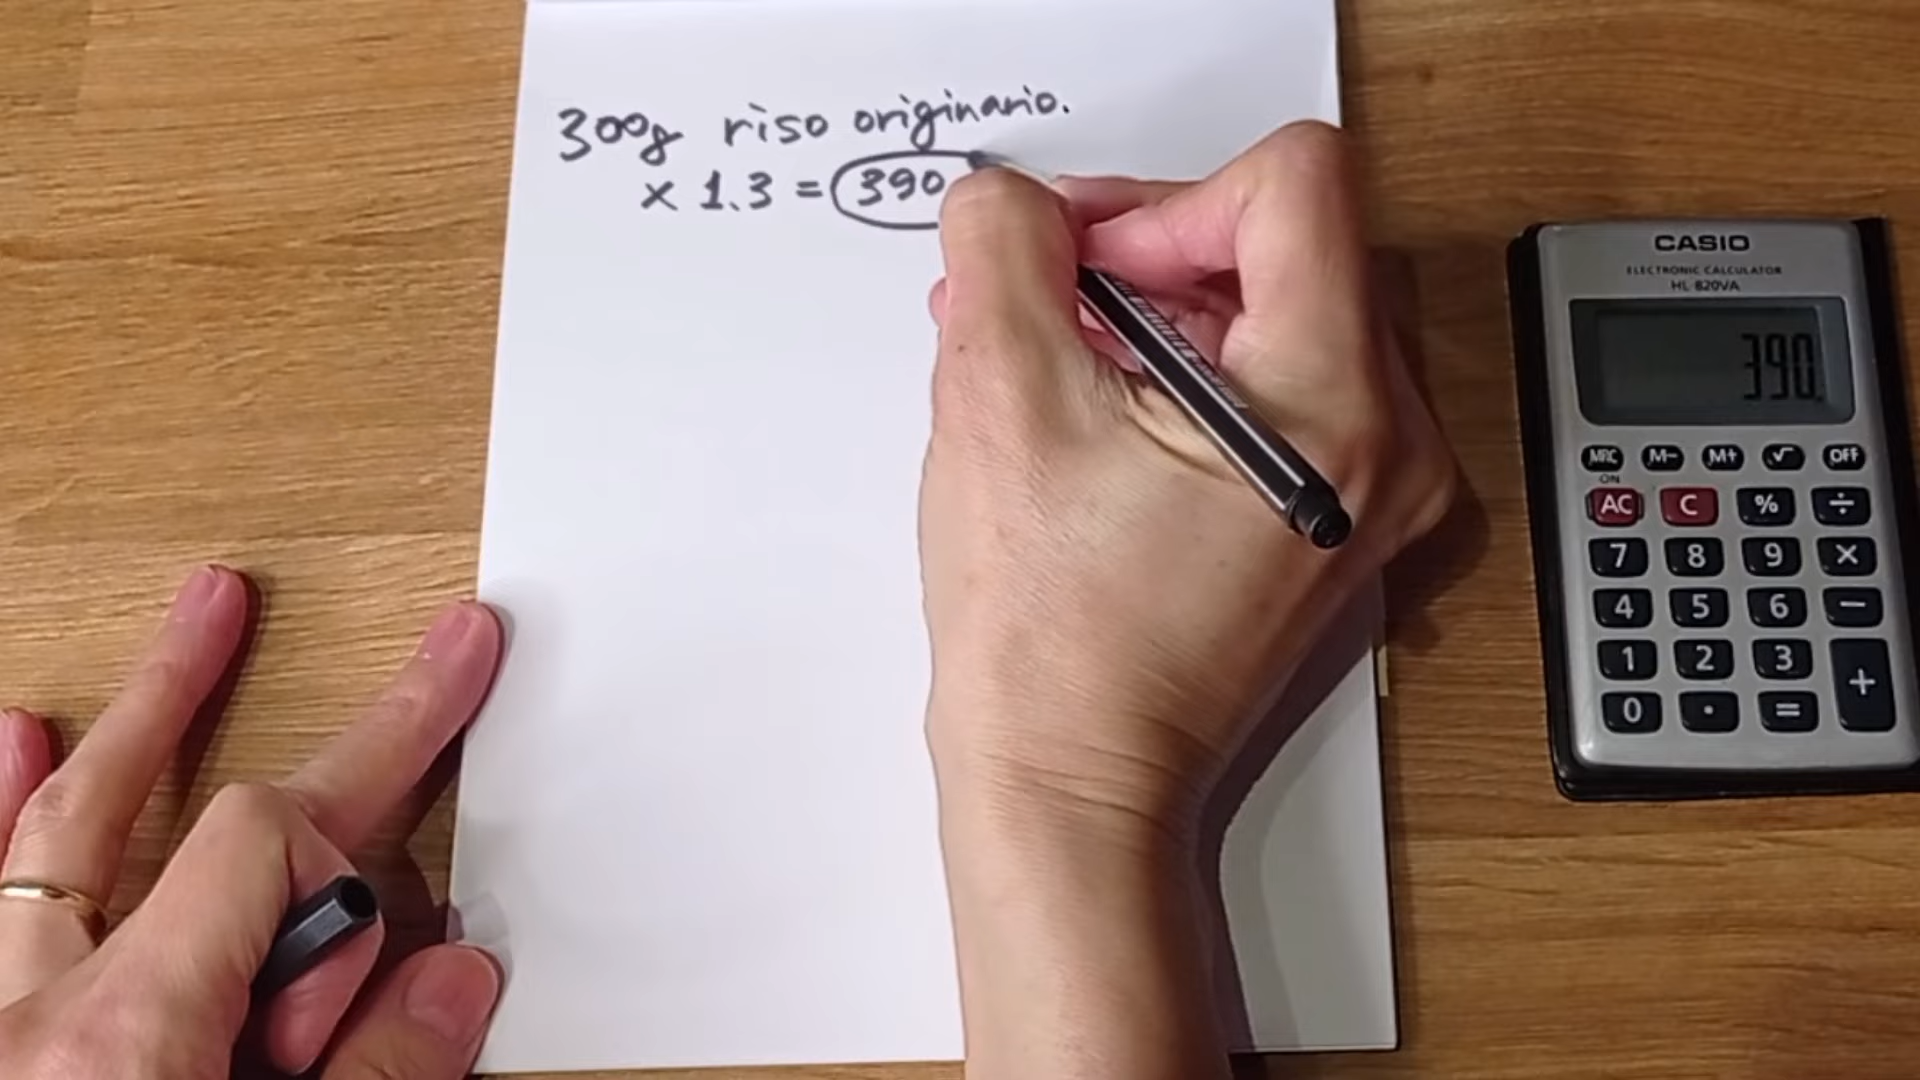 300g riso originario.
x 1.3 = 390
CASIO
ELECTRONIC CALCULATOR
HL-820VA
390.
MRC M- M+ √ OFF
ON
AC C % ÷
7 8 9 ×
4 5 6 −
1 2 3 +
0 · =